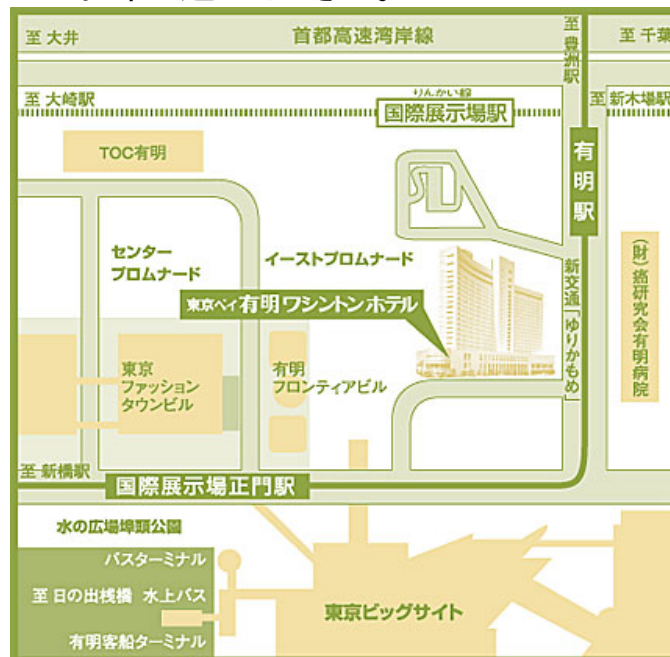 至 大井
首都高速湾岸線
至 豊洲駅
至 千葉
至 大崎駅
りんかい線
国際展示場駅
至 新木場駅
TOC有明
有明駅
センター
プロムナード
イーストプロムナード
新交通「ゆりかもめ」
(財)癌研究会有明病院
東京ベイ有明ワシントンホテル
東京
ファッション
タウンビル
有明
フロンティアビル
至 新橋駅
国際展示場正門駅
水の広場埠頭公園
バスターミナル
至 日の出桟橋 水上バス
有明客船ターミナル
東京ビッグサイト